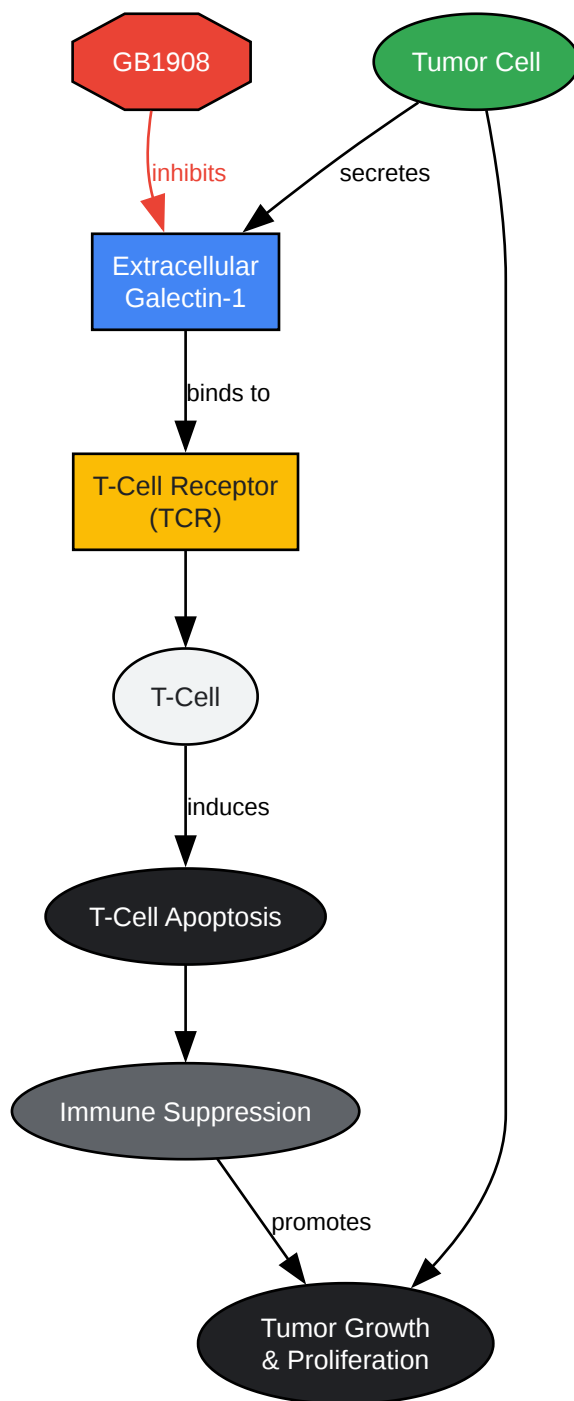 GB1908
Tumor Cell
inhibits
secretes
Extracellular
Galectin-1
binds to
T-Cell Receptor
(TCR)
T-Cell
induces
T-Cell Apoptosis
Immune Suppression
promotes
Tumor Growth
& Proliferation